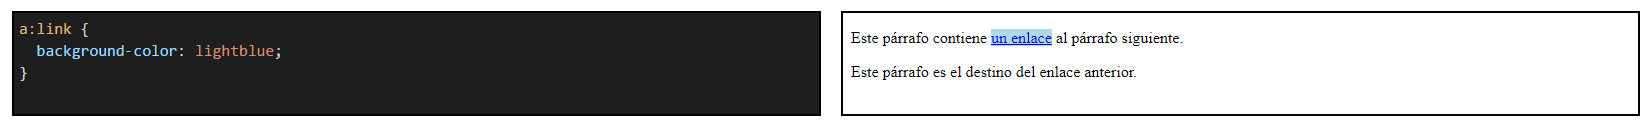 a:link {
  background-color: lightblue;
}
Este párrafo contiene un enlace al párrafo siguiente.
Este párrafo es el destino del enlace anterior.